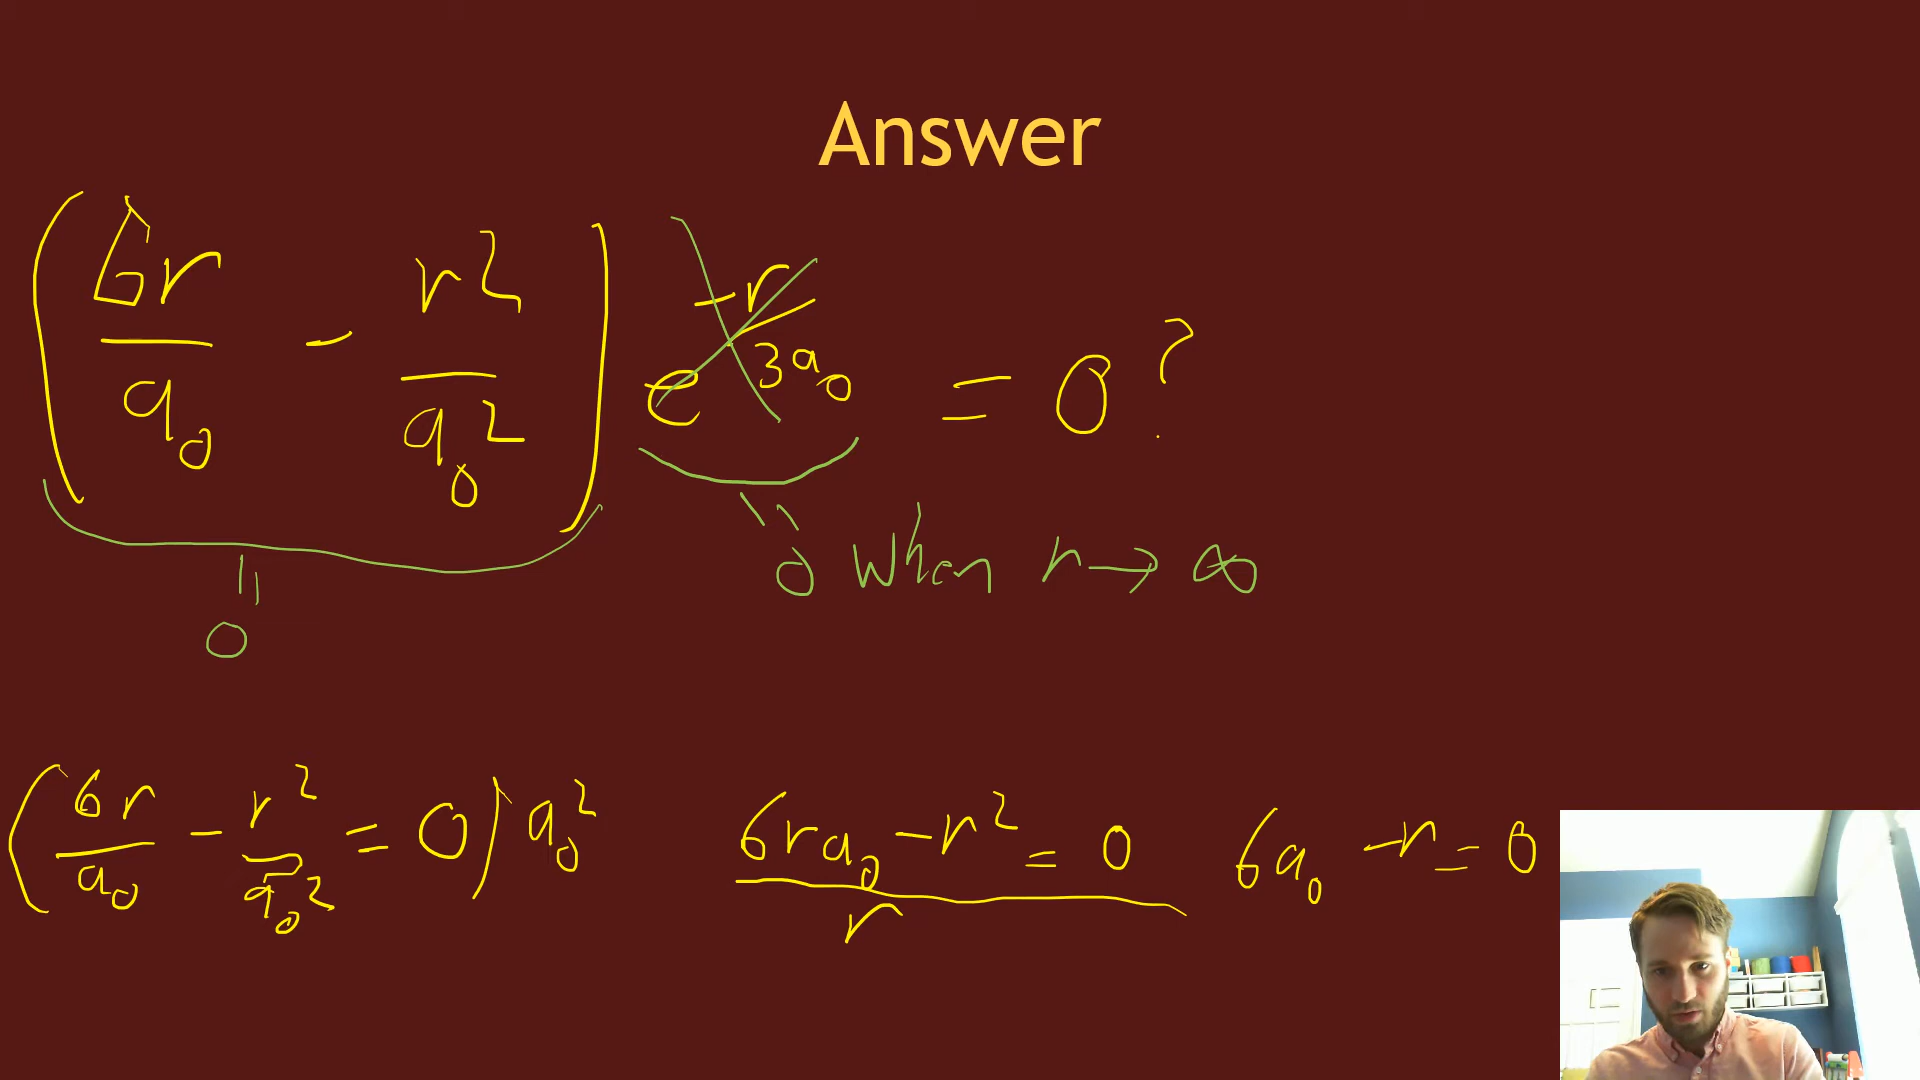 Answer
(6r/a₀ − r²/a₀²) e^(−r/3a₀) = 0?
0
0 when r → ∞
(6r/a₀ − r²/a₀² = 0) a₀²
6ra₀ − r² = 0 / r
6a₀ − r = 0